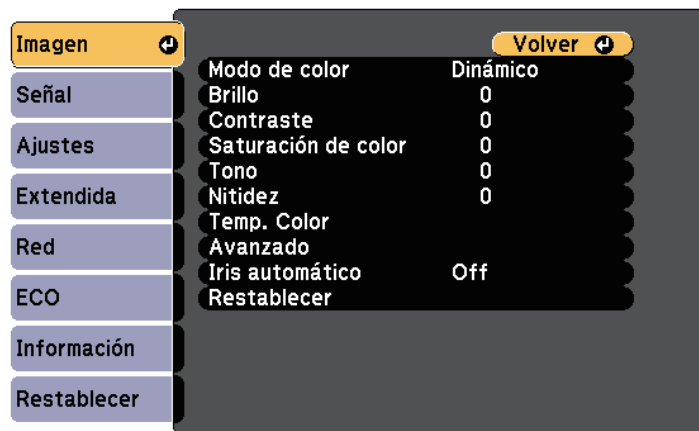 Imagen
Señal
Ajustes
Extendida
Red
ECO
Información
Restablecer
Volver
Modo de color Dinámico
Brillo 0
Contraste 0
Saturación de color 0
Tono 0
Nitidez 0
Temp. Color
Avanzado
Iris automático Off
Restablecer